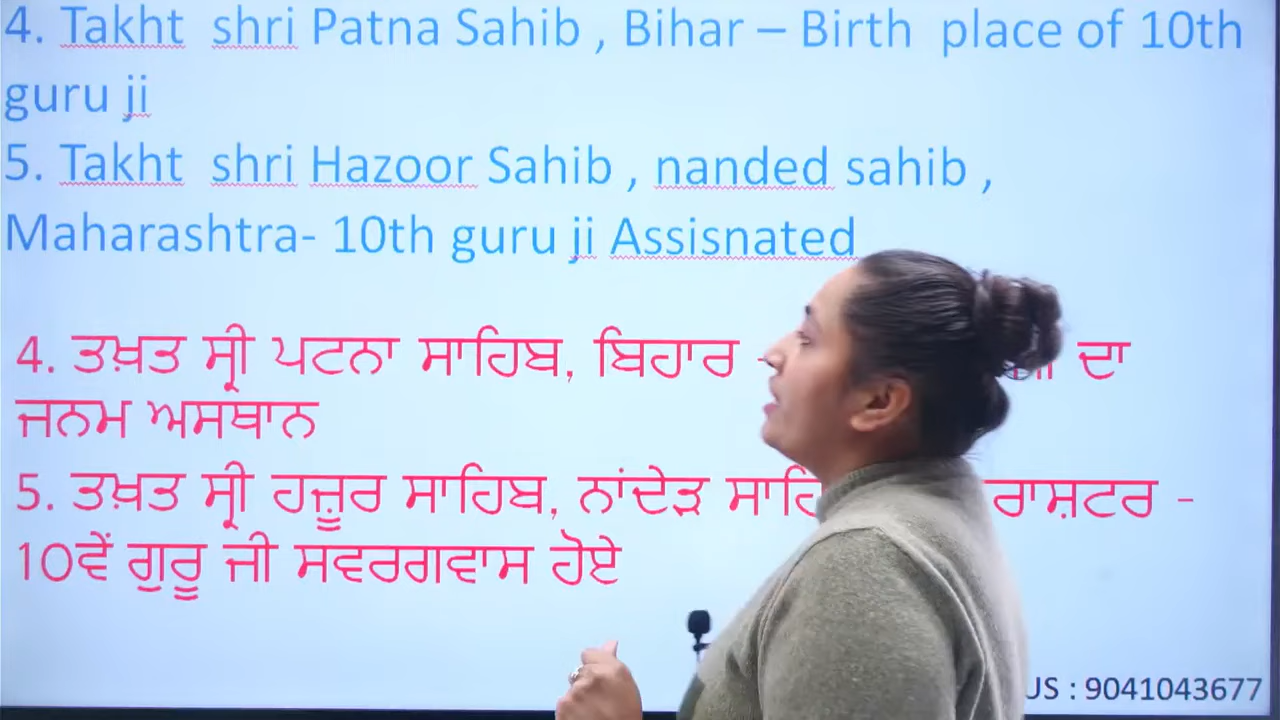 4. Takht shri Patna Sahib , Bihar – Birth place of 10th
guru ji
5. Takht shri Hazoor Sahib , nanded sahib ,
Maharashtra- 10th guru ji Assisnated
4. ਤਖ਼ਤ ਸ੍ਰੀ ਪਟਨਾ ਸਾਹਿਬ, ਬਿਹਾਰ - ਦਾ
ਜਨਮ ਅਸਥਾਨ
5. ਤਖ਼ਤ ਸ੍ਰੀ ਹਜ਼ੂਰ ਸਾਹਿਬ, ਨਾਂਦੇੜ ਰਾਸ਼ਟਰ -
10ਵੇਂ ਗੁਰੂ ਜੀ ਸਵਰਗਵਾਸ ਹੋਏ
US : 9041043677